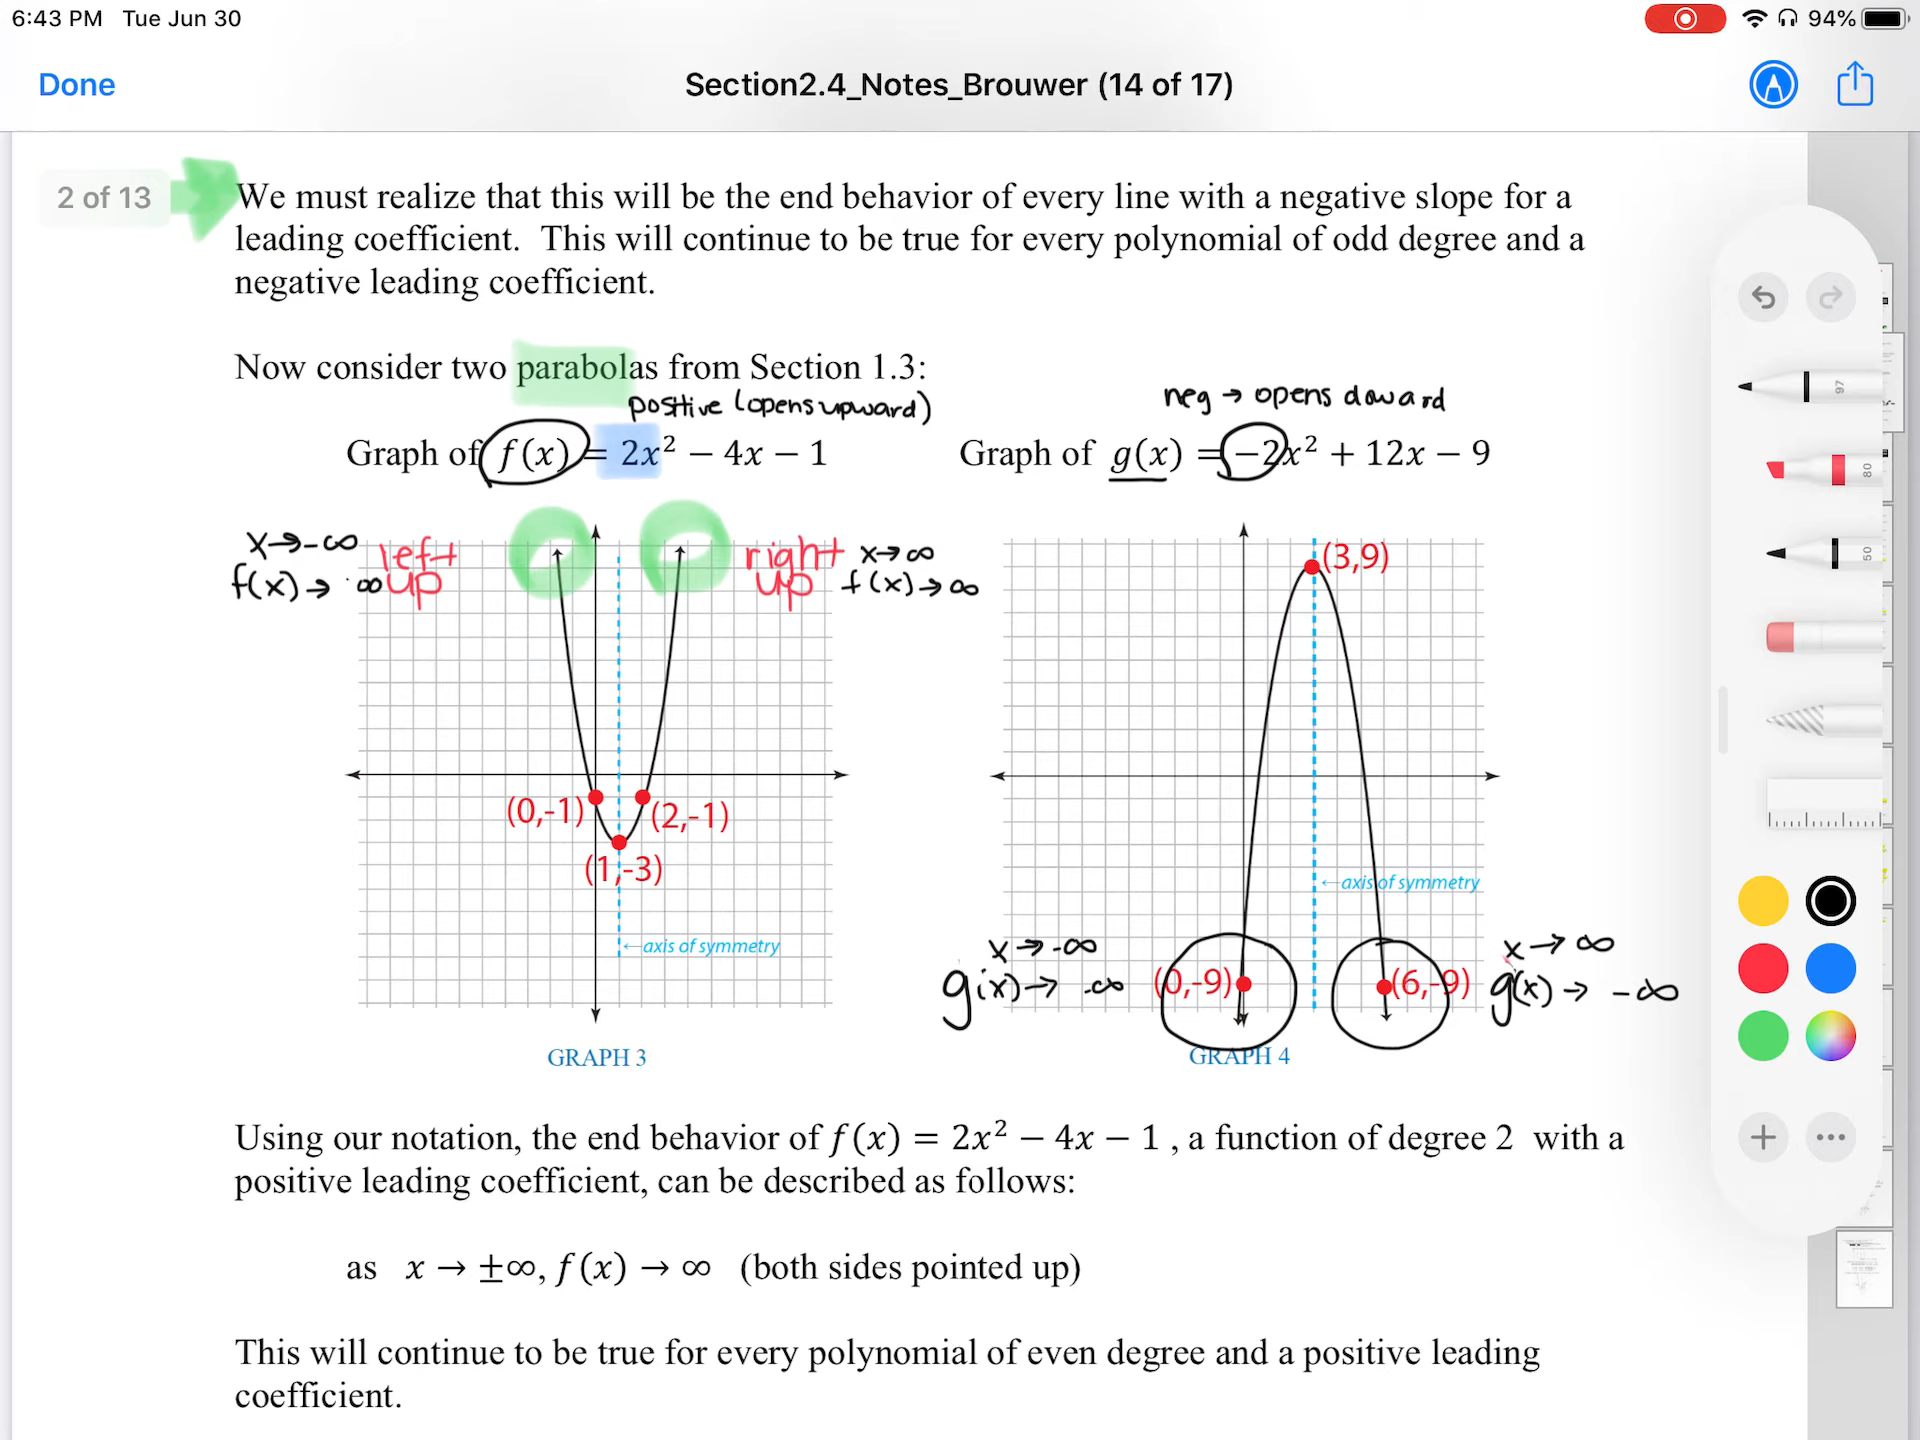 6:43 PM Tue Jun 30
94%
Done
Section2.4_Notes_Brouwer (14 of 17)
2 of 13
We must realize that this will be the end behavior of every line with a negative slope for a
leading coefficient. This will continue to be true for every polynomial of odd degree and a
negative leading coefficient.
Now consider two parabolas from Section 1.3:
positive (opens upward)
neg → opens doward
Graph of f(x) = 2x² − 4x − 1
Graph of g(x) = −2x² + 12x − 9
x→-∞
f(x)→ ∞
left
up
right
up
x→∞
f(x)→∞
(0,-1)
(2,-1)
(1,-3)
←axis of symmetry
GRAPH 3
(3,9)
←axis of symmetry
x→-∞
g(x)→ -∞
(0,-9)
(6,-9)
x→∞
g(x)→ -∞
GRAPH 4
Using our notation, the end behavior of f(x) = 2x² − 4x − 1 , a function of degree 2 with a
positive leading coefficient, can be described as follows:
as x → ±∞, f(x) → ∞ (both sides pointed up)
This will continue to be true for every polynomial of even degree and a positive leading
coefficient.
97
80
50